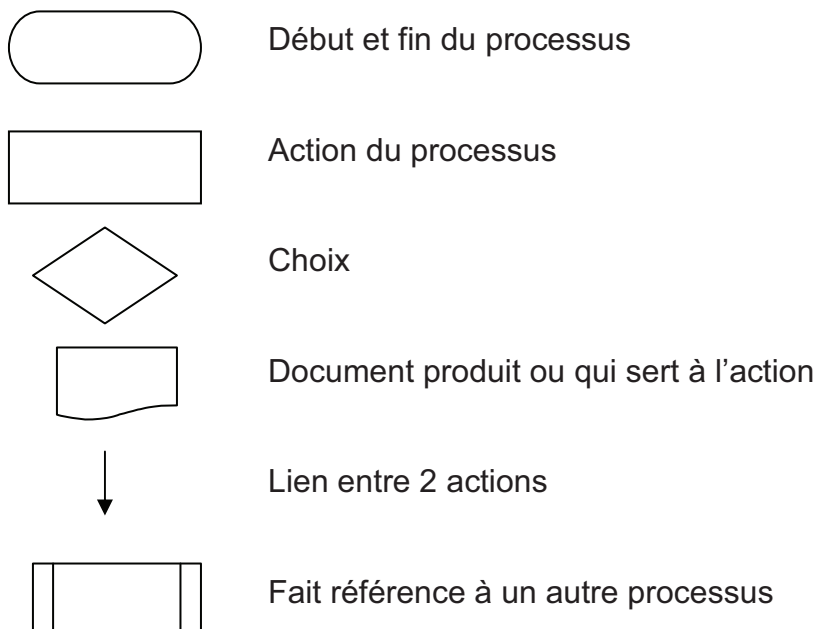 Début et fin du processus
Action du processus
Choix
Document produit ou qui sert à l’action
Lien entre 2 actions
Fait référence à un autre processus